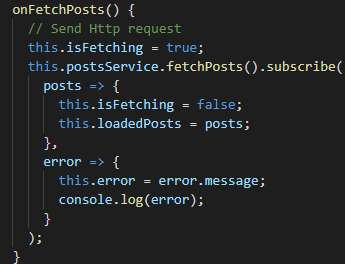 onFetchPosts() {
  // Send Http request
  this.isFetching = true;
  this.postsService.fetchPosts().subscribe(
    posts => {
      this.isFetching = false;
      this.loadedPosts = posts;
    },
    error => {
      this.error = error.message;
      console.log(error);
    }
  );
}